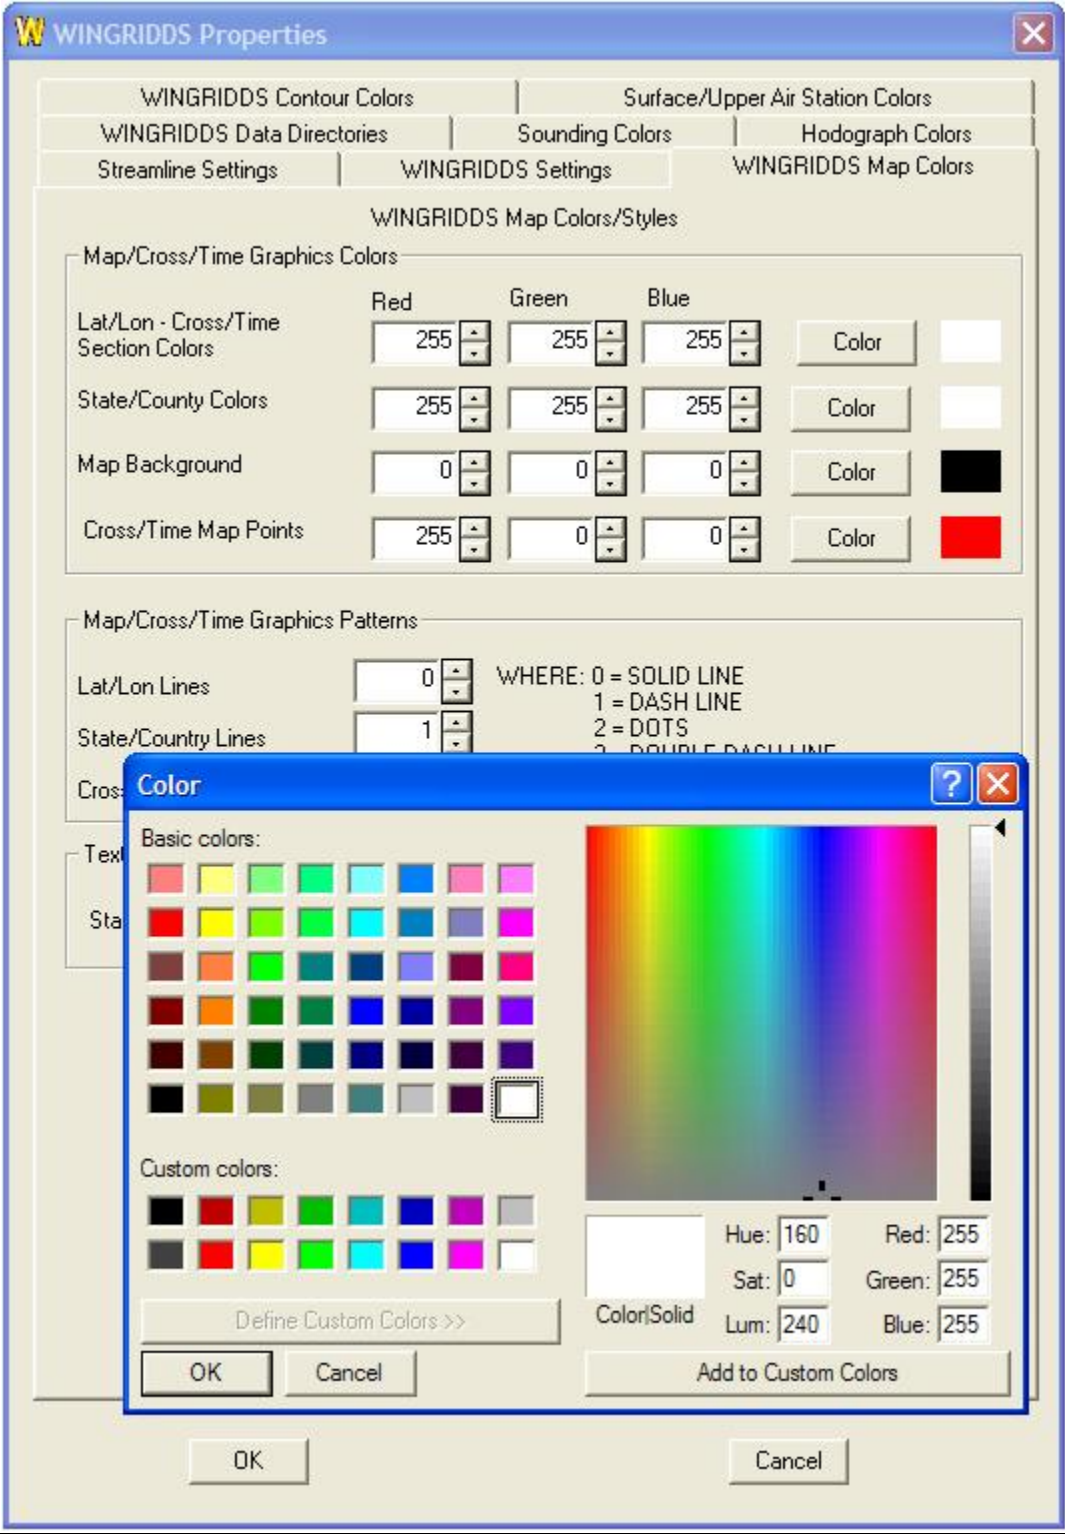 WINGRIDDS Properties
WINGRIDDS Contour Colors
Surface/Upper Air Station Colors
WINGRIDDS Data Directories
Sounding Colors
Hodograph Colors
Streamline Settings
WINGRIDDS Settings
WINGRIDDS Map Colors
WINGRIDDS Map Colors/Styles
Map/Cross/Time Graphics Colors
Red Green Blue
Lat/Lon - Cross/Time
Section Colors
255 255 255 Color
State/County Colors 255 255 255 Color
Map Background 0 0 0 Color
Cross/Time Map Points 255 0 0 Color
Map/Cross/Time Graphics Patterns
Lat/Lon Lines 0
WHERE: 0 = SOLID LINE
1 = DASH LINE
State/Country Lines 1
2 = DOTS
DOUBLE DASH LINE
Color
?
Basic colors:
Custom colors:
Hue: 160 Red: 255
Sat: 0 Green: 255
Color|Solid
Lum: 240 Blue: 255
Define Custom Colors >>
OK Cancel Add to Custom Colors
OK Cancel